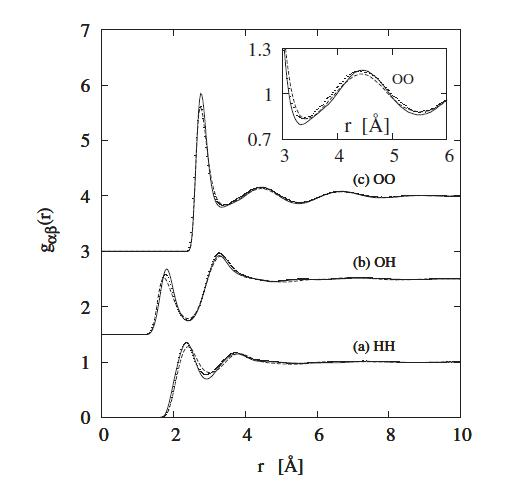 7
6
5
4
3
2
1
0
g_αβ(r)
1.3
1
0.7
OO
r [Å]
3 4 5 6
(c) OO
(b) OH
(a) HH
0 2 4 6 8 10
r [Å]